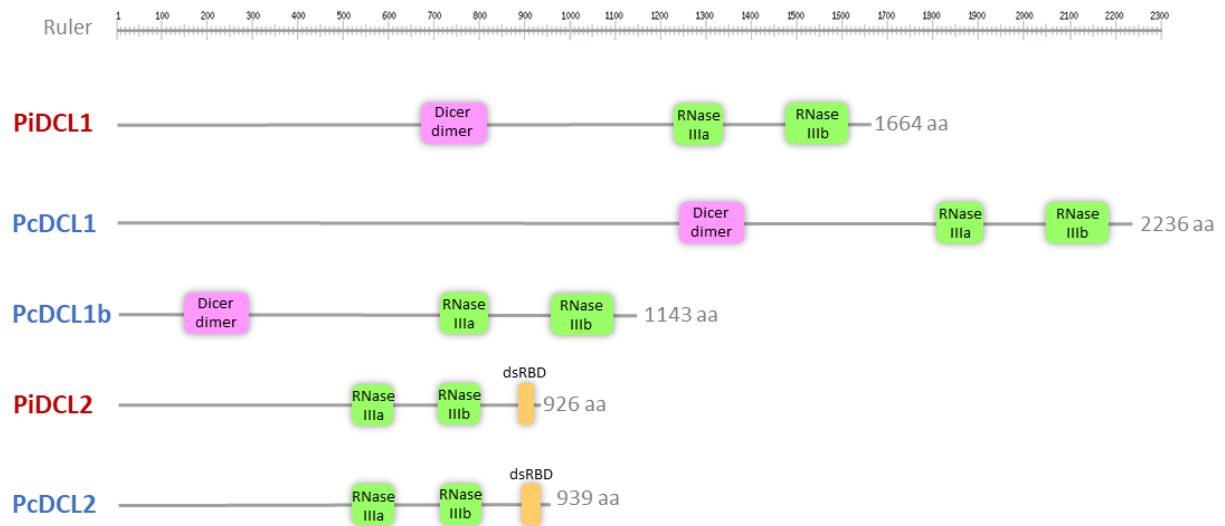 Ruler 1 100 200 300 400 500 600 700 800 900 1000 1100 1200 1300 1400 1500 1600 1700 1800 1900 2000 2100 2200 2300
PiDCL1 Dicer dimer RNase IIIa RNase IIIb 1664 aa
PcDCL1 Dicer dimer RNase IIIa RNase IIIb 2236 aa
PcDCL1b Dicer dimer RNase IIIa RNase IIIb 1143 aa
dsRBD
PiDCL2 RNase IIIa RNase IIIb 926 aa
dsRBD
PcDCL2 RNase IIIa RNase IIIb 939 aa